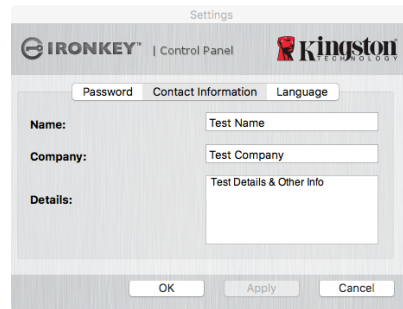 Settings
IRONKEY™ | Control Panel
Kingston
TECHNOLOGY
Password Contact Information Language
Name: Test Name
Company: Test Company
Details: Test Details & Other Info
OK Apply Cancel